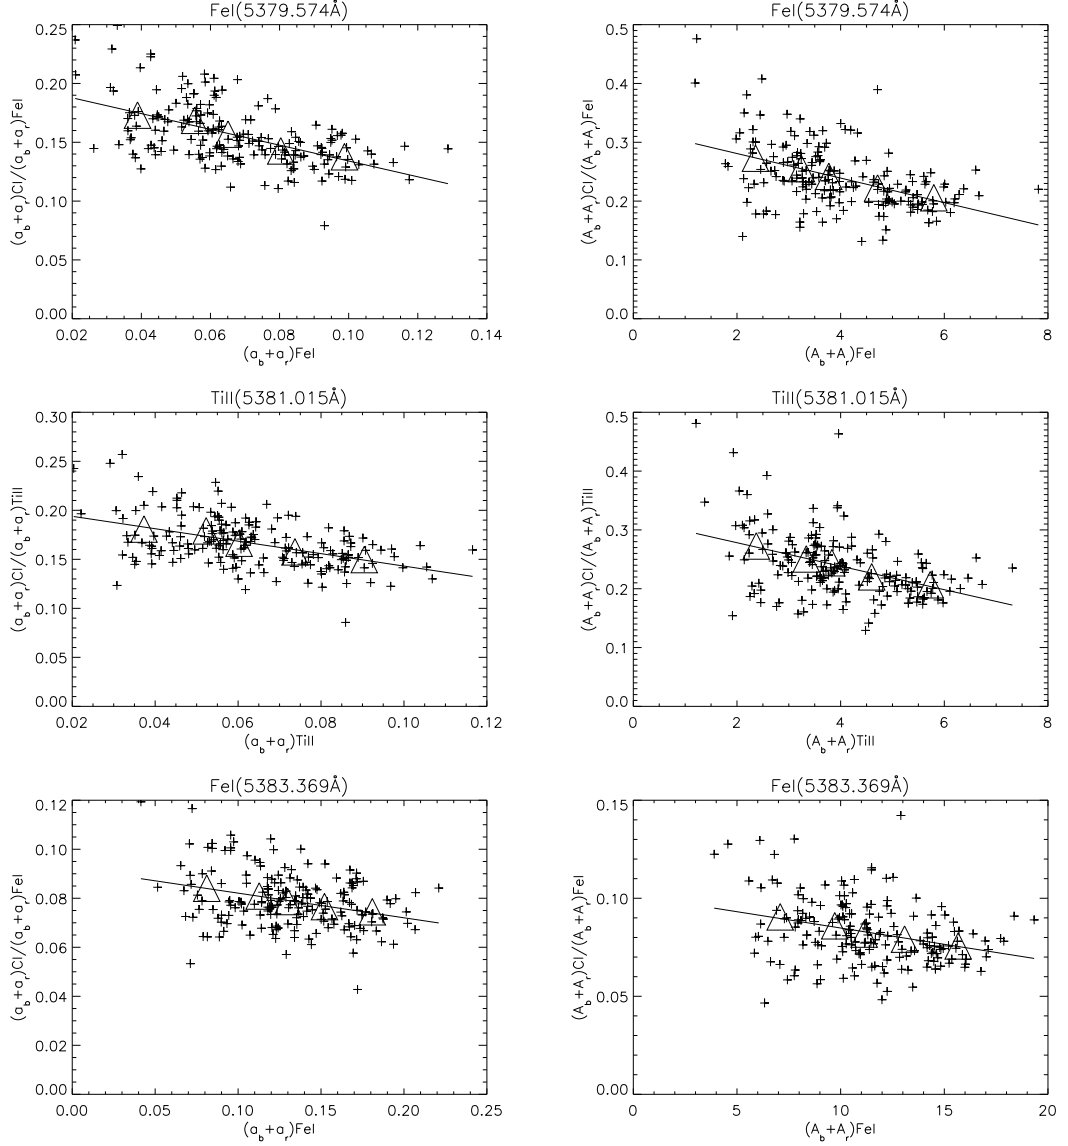 FeI(5379.574Å)
(a_b+a_r)CI/(a_b+a_r)FeI
0.25
0.20
0.15
0.10
0.05
0.00
0.02 0.04 0.06 0.08 0.10 0.12 0.14
(a_b+a_r)FeI
FeI(5379.574Å)
(A_b+A_r)CI/(A_b+A_r)FeI
0.5
0.4
0.3
0.2
0.1
0.0
0 2 4 6 8
(A_b+A_r)FeI
TiII(5381.015Å)
(a_b+a_r)CI/(a_b+a_r)TiII
0.30
0.25
0.20
0.15
0.10
0.05
0.00
0.02 0.04 0.06 0.08 0.10 0.12
(a_b+a_r)TiII
TiII(5381.015Å)
(A_b+A_r)CI/(A_b+A_r)TiII
0.5
0.4
0.3
0.2
0.1
0.0
0 2 4 6 8
(A_b+A_r)TiII
FeI(5383.369Å)
(a_b+a_r)CI/(a_b+a_r)FeI
0.12
0.10
0.08
0.06
0.04
0.02
0.00
0.00 0.05 0.10 0.15 0.20 0.25
(a_b+a_r)FeI
FeI(5383.369Å)
(A_b+A_r)CI/(A_b+A_r)FeI
0.15
0.10
0.05
0.00
0 5 10 15 20
(A_b+A_r)FeI